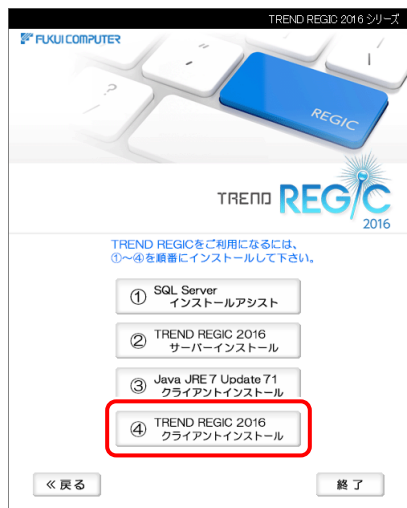 TREND REGIC 2016 シリーズ
FUKUI COMPUTER
REGIC
TREND REGIC
2016
TREND REGICをご利用になるには、
①～④を順番にインストールして下さい。
① SQL Server
インストールアシスト
② TREND REGIC 2016
サーバーインストール
③ Java JRE 7 Update 71
クライアントインストール
④ TREND REGIC 2016
クライアントインストール
≪戻る 終了